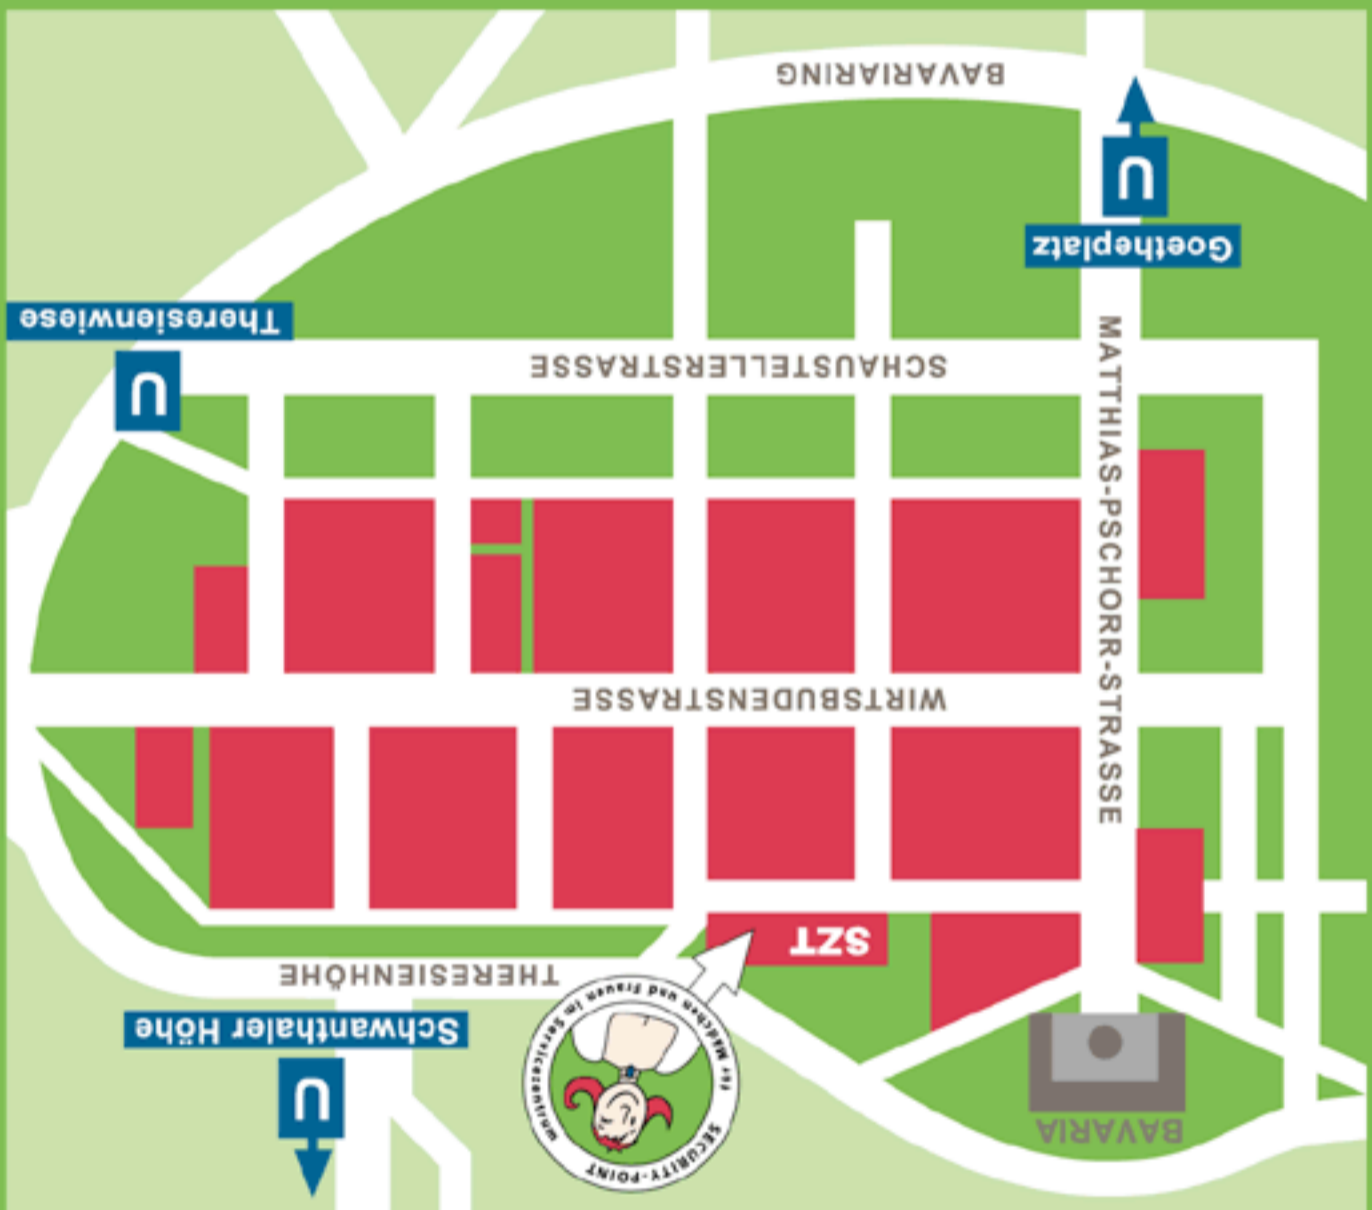 BAVARIA
SECURITY-POINT
für Mädchen und Frauen im Servicezentrum
U
Schwanthaler Höhe
THERESIENHÖHE
SZT
WIRTSBUDENSTRASSE
MATTHIAS-PSCHORR-STRASSE
SCHAUSTELLERSTRASSE
U
Theresienwiese
Goetheplatz
U
BAVARIARING